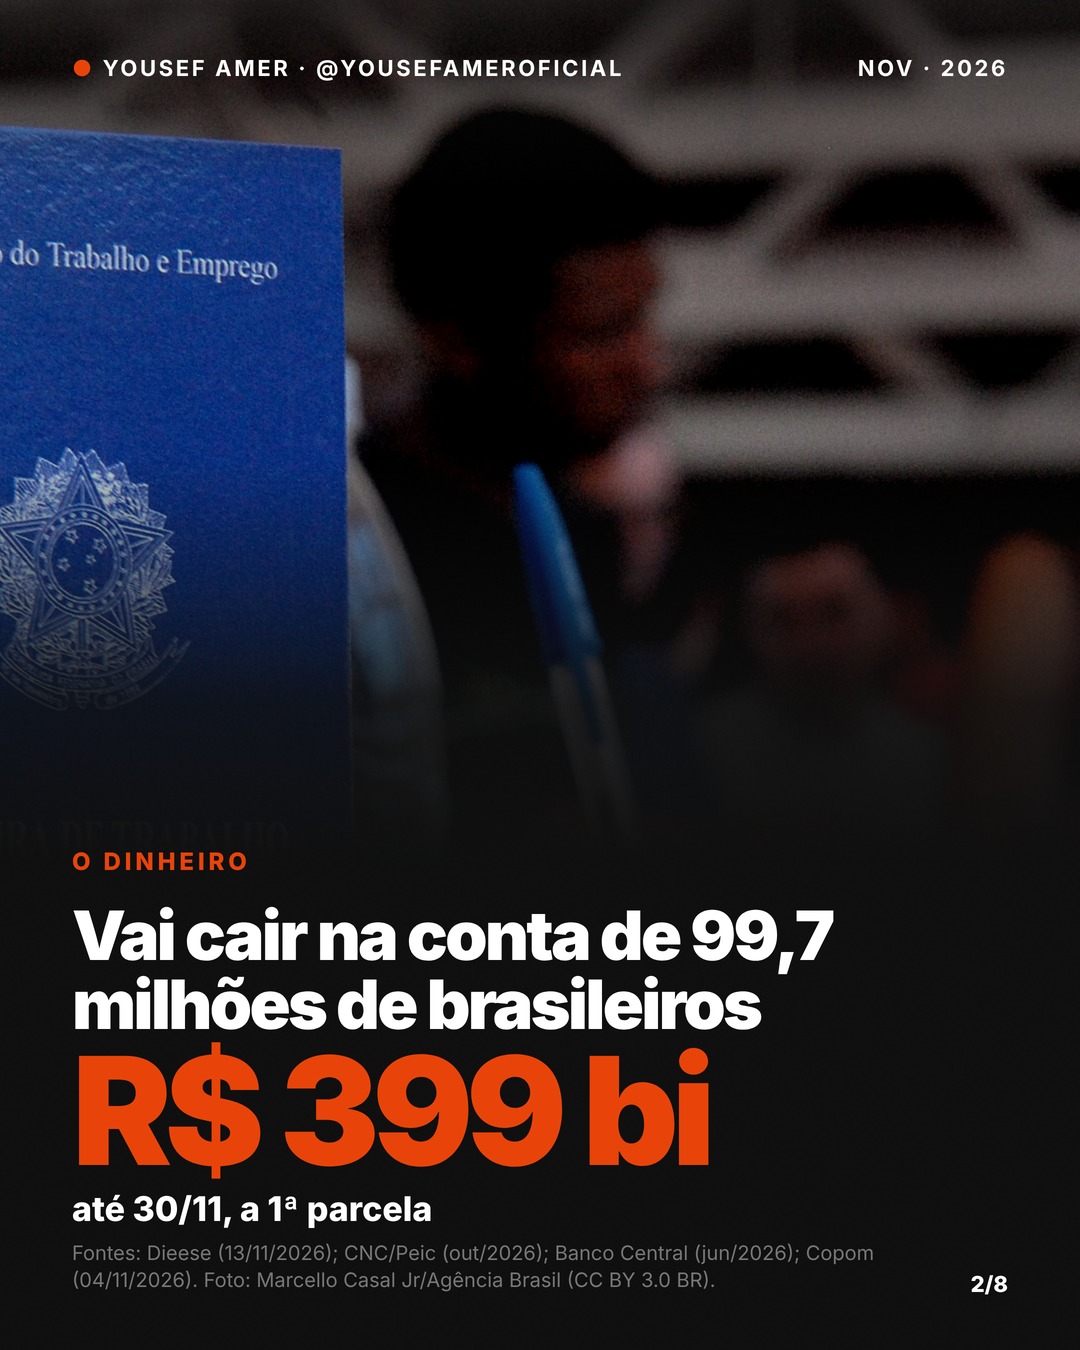 YOUSEF AMER · @YOUSEFAMEROFICIAL
NOV · 2026
do Trabalho e Emprego
DE TRABALHO
O DINHEIRO
Vai cair na conta de 99,7
milhões de brasileiros
R$ 399 bi
até 30/11, a 1ª parcela
Fontes: Dieese (13/11/2026); CNC/Peic (out/2026); Banco Central (jun/2026); Copom
(04/11/2026). Foto: Marcello Casal Jr/Agência Brasil (CC BY 3.0 BR).
2/8